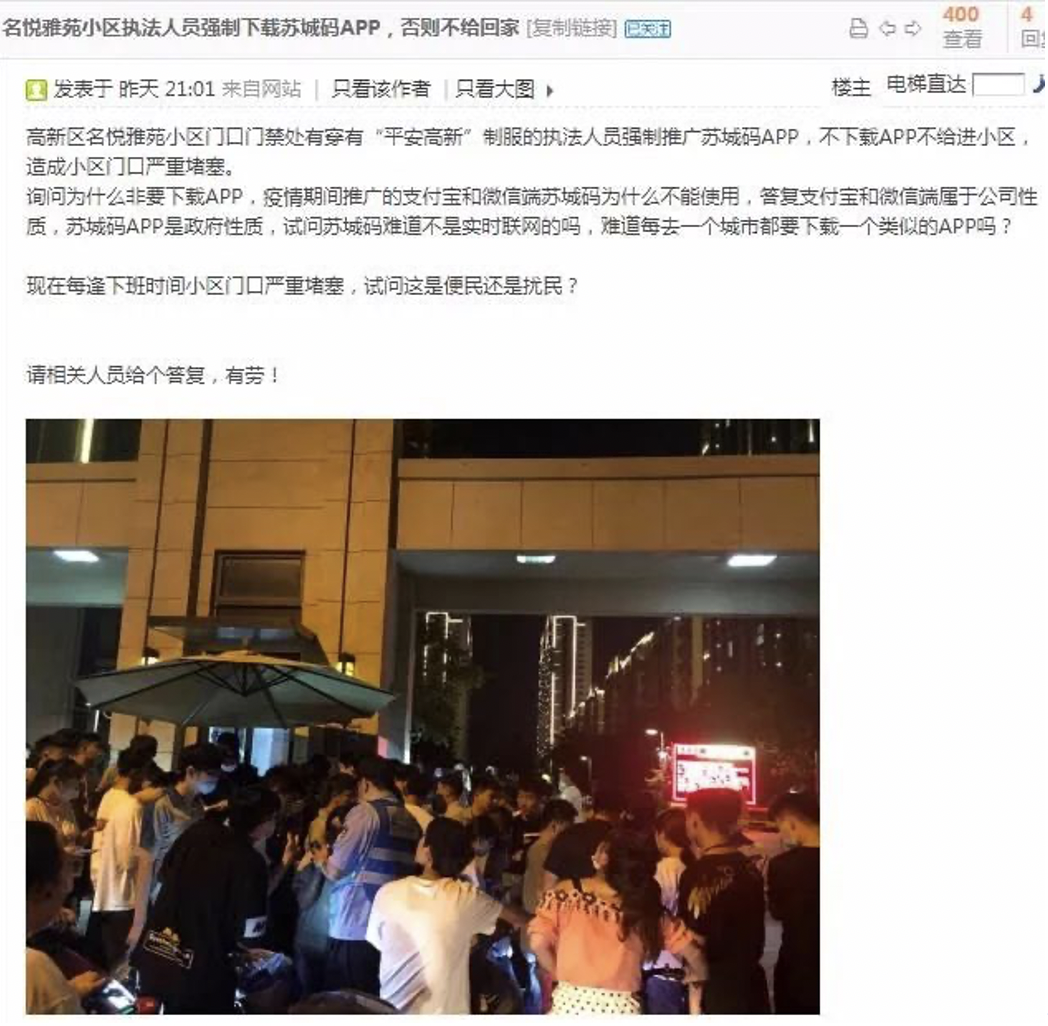 名悦雅苑小区执法人员强制下载苏城码APP，否则不给回家 [复制链接] 已关注
400
查看
4
发表于 昨天 21:01 来自网站 | 只看该作者 | 只看大图
楼主 电梯直达
高新区名悦雅苑小区门口门禁处有穿有“平安高新”制服的执法人员强制推广苏城码APP，不下载APP不给进小区，
造成小区门口严重堵塞。
询问为什么非要下载APP，疫情期间推广的支付宝和微信端苏城码为什么不能使用，答复支付宝和微信端属于公司性
质，苏城码APP是政府性质，试问苏城码难道不是实时联网的吗，难道每去一个城市都要下载一个类似的APP吗？
现在每逢下班时间小区门口严重堵塞，试问这是便民还是扰民？
请相关人员给个答复，有劳！